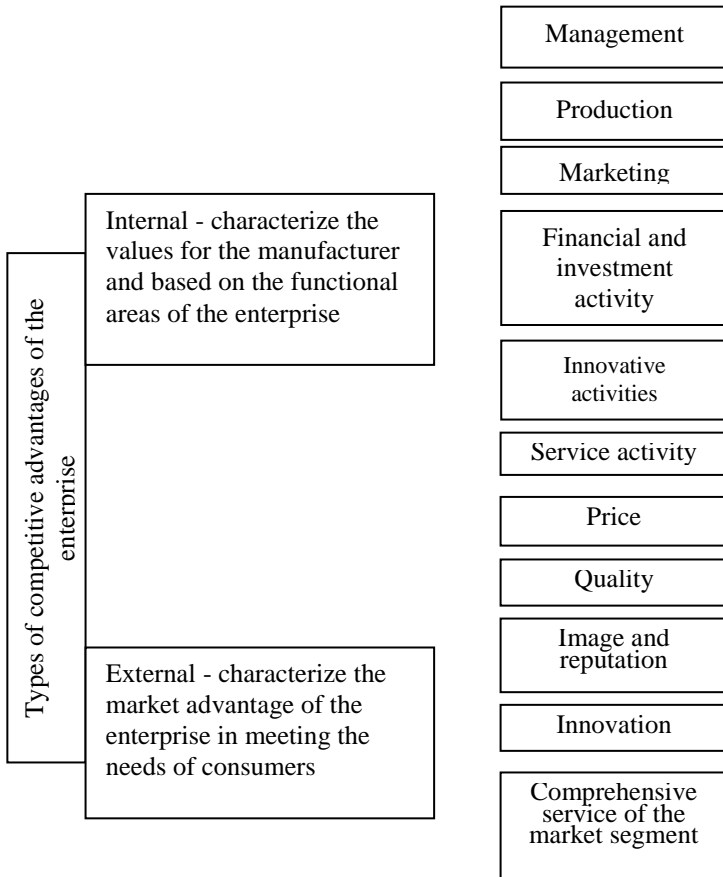 Types of competitive advantages of the
enterprise
Internal - characterize the
values for the manufacturer
and based on the functional
areas of the enterprise
External - characterize the
market advantage of the
enterprise in meeting the
needs of consumers
Management
Production
Marketing
Financial and
investment
activity
Innovative
activities
Service activity
Price
Quality
Image and
reputation
Innovation
Comprehensive
service of the
market segment